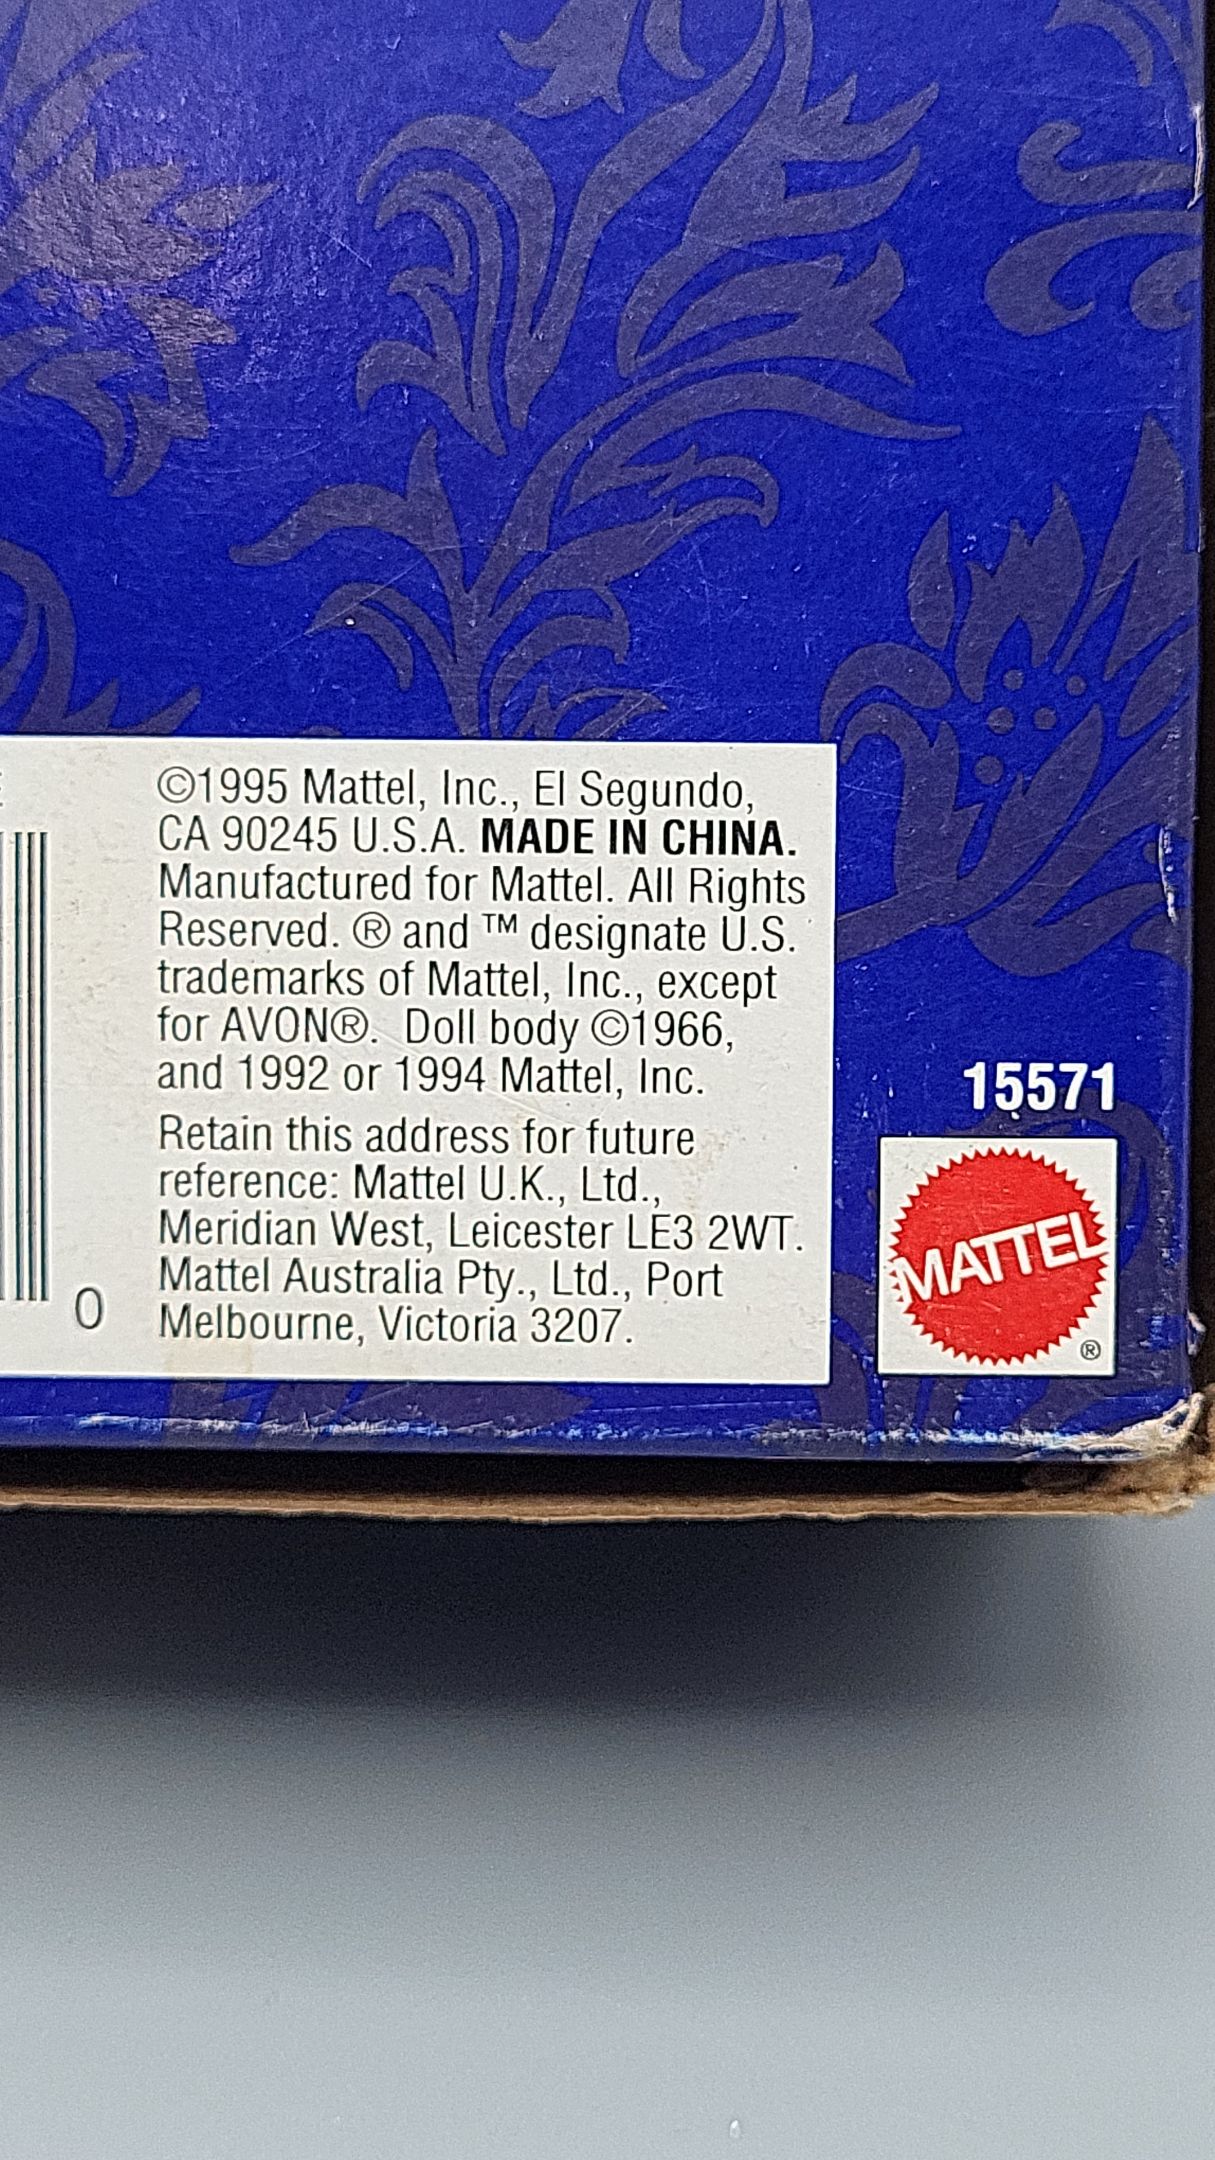 ©1995 Mattel, Inc., El Segundo,
CA 90245 U.S.A. MADE IN CHINA.
Manufactured for Mattel. All Rights
Reserved. ® and ™ designate U.S.
trademarks of Mattel, Inc., except
for AVON®. Doll body ©1966,
and 1992 or 1994 Mattel, Inc.
Retain this address for future
reference: Mattel U.K., Ltd.,
Meridian West, Leicester LE3 2WT.
Mattel Australia Pty., Ltd., Port
Melbourne, Victoria 3207.
0
15571
MATTEL
®